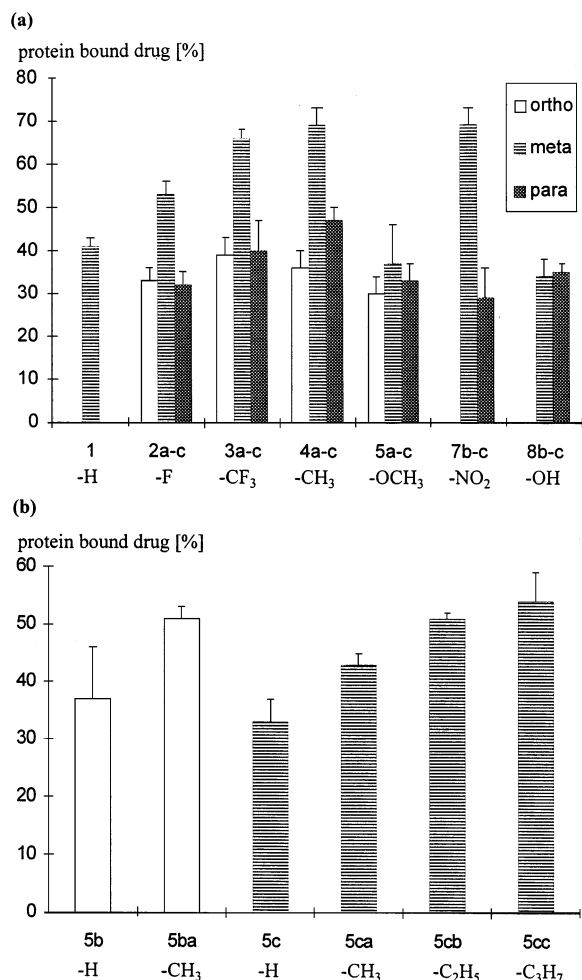 (a)
protein bound drug [%]
80
70
60
50
40
30
20
10
0
ortho
meta
para
1 2a-c 3a-c 4a-c 5a-c 7b-c 8b-c
-H -F -CF₃ -CH₃ -OCH₃ -NO₂ -OH
(b)
protein bound drug [%]
60
50
40
30
20
10
0
5b 5ba 5c 5ca 5cb 5cc
-H -CH₃ -H -CH₃ -C₂H₅ -C₃H₇